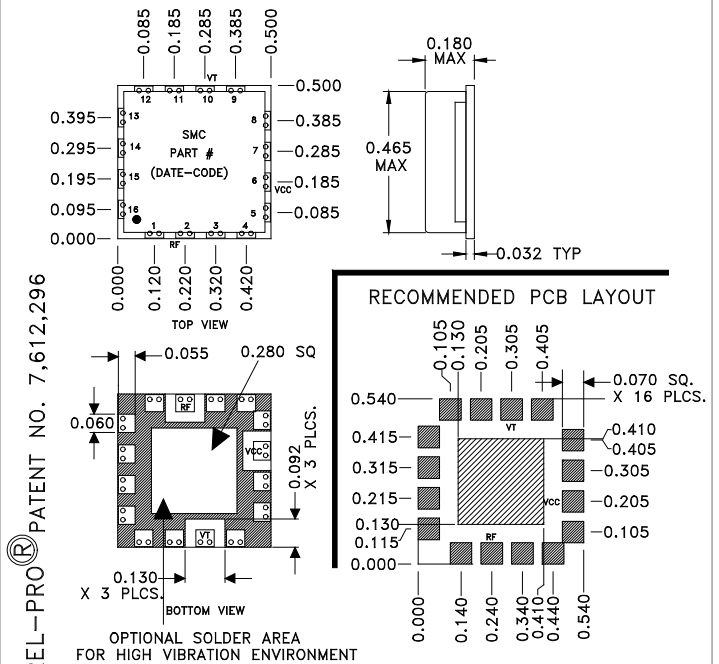 0.085
0.185
0.285
0.385
0.500
VT
12
11
10
9
0.500
0.395
13
8
0.385
SMC
0.295
14
PART #
7
0.285
(DATE-CODE)
0.195
15
6
VCC
0.185
0.095
16
5
0.085
1
2
3
4
0.000
RF
0.000
0.120
0.220
0.320
0.420
TOP VIEW
0.180
MAX
0.465
MAX
0.032 TYP
REL-PRO® PATENT NO. 7,612,296
0.055
0.280 SQ
RF
0.060
VCC
0.092
X 3 PLCS.
VT
0.130
X 3 PLCS.
BOTTOM VIEW
OPTIONAL SOLDER AREA
FOR HIGH VIBRATION ENVIRONMENT
RECOMMENDED PCB LAYOUT
0.105
0.130
0.205
0.305
0.405
0.070 SQ.
X 16 PLCS.
0.540
VT
0.410
0.415
0.405
0.315
0.305
0.215
VCC
0.205
0.130
0.115
RF
0.105
0.000
0.000
0.140
0.240
0.340
0.410
0.440
0.540